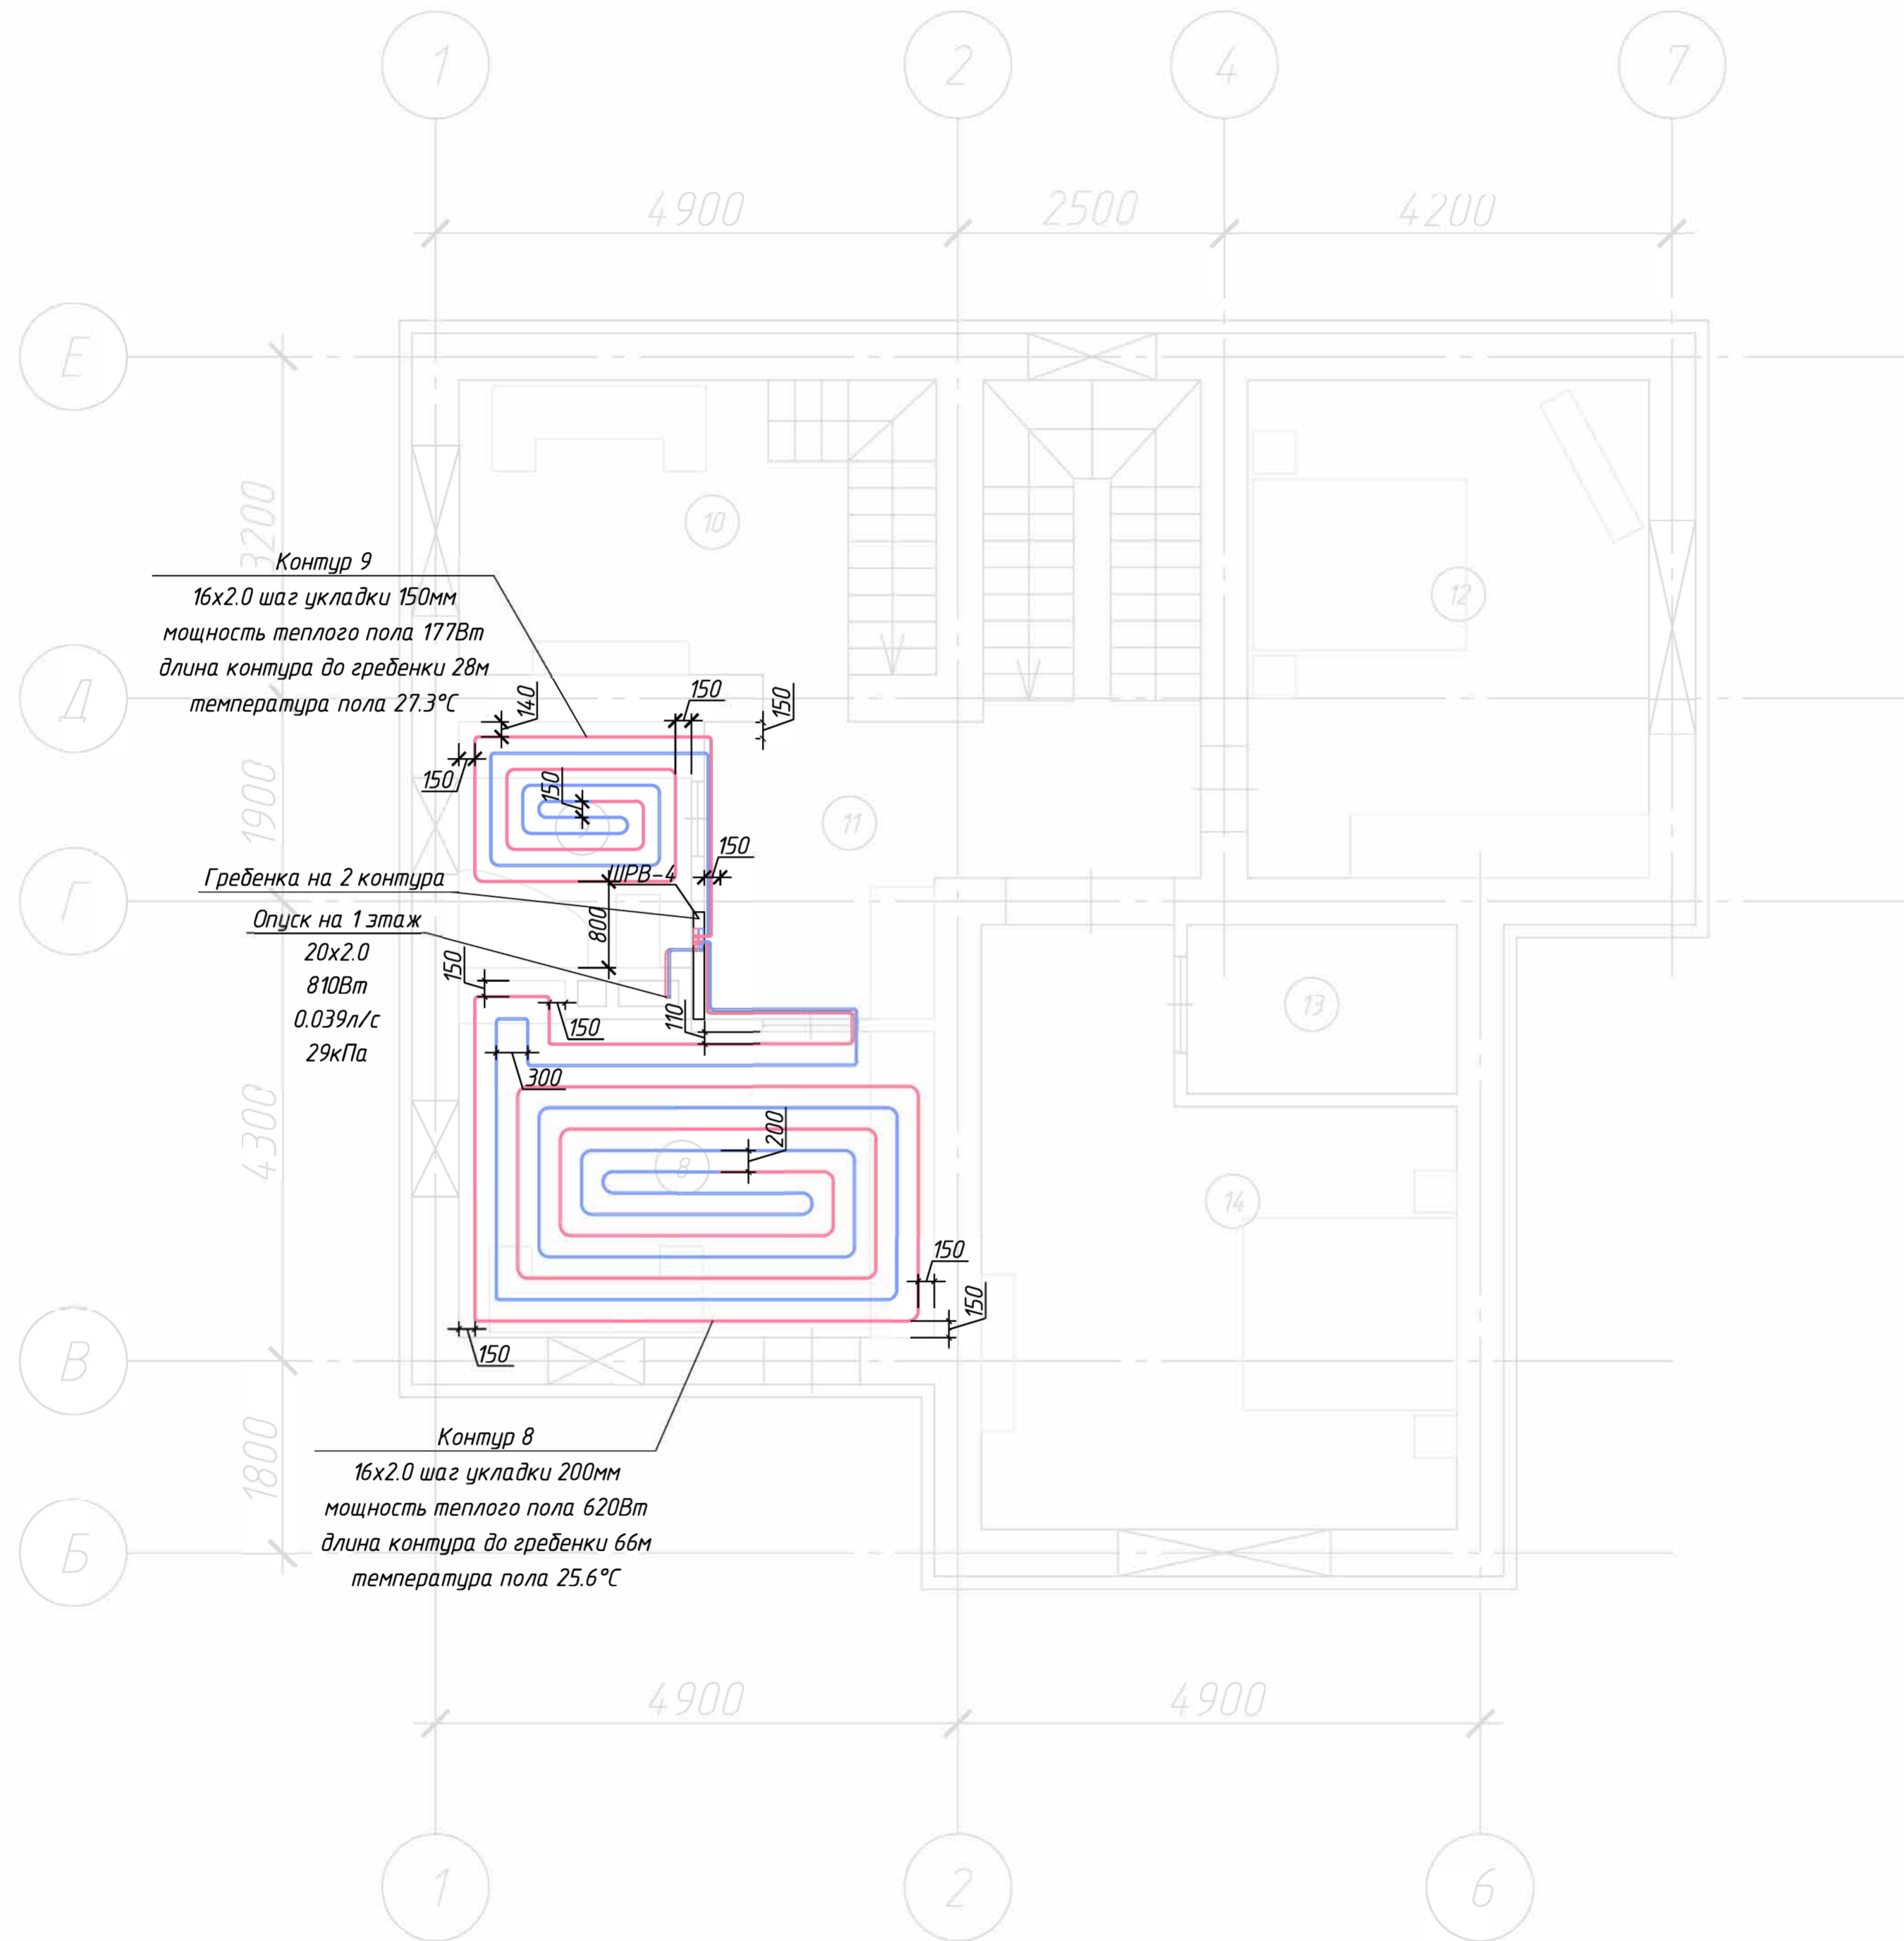 1
2
4
7
4900
2500
4200
Е
3200
10
12
Контур 9
16х2.0 шаг укладки 150мм
мощность теплого пола 177Вт
длина контура до гребенки 28м
температура пола 27.3°С
Д
140
150
150
150
150
1900
11
150
Г
Гребенка на 2 контура
ШРВ-4
Опуск на 1 этаж
20х2.0
810Вт
0.039л/с
29кПа
800
150
150
110
300
13
4300
200
8
14
150
150
150
В
Контур 8
16х2.0 шаг укладки 200мм
мощность теплого пола 620Вт
длина контура до гребенки 66м
температура пола 25.6°С
1800
Б
4900
4900
1
2
6